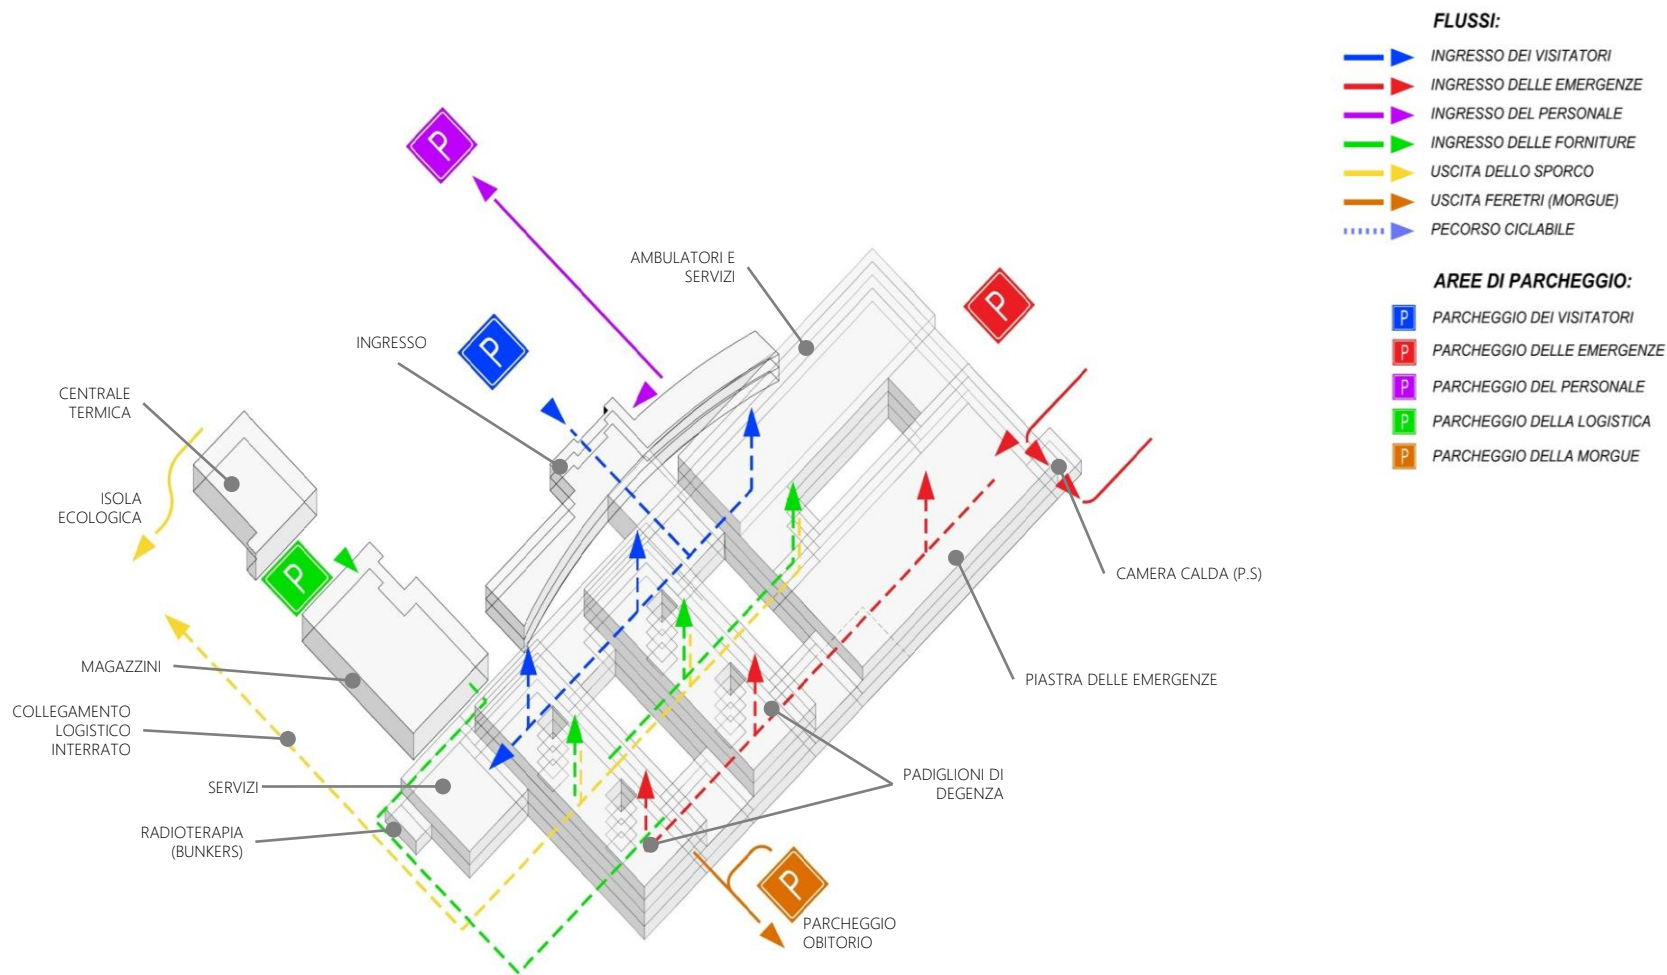 FLUSSI:
INGRESSO DEI VISITATORI
INGRESSO DELLE EMERGENZE
INGRESSO DEL PERSONALE
INGRESSO DELLE FORNITURE
USCITA DELLO SPORCO
USCITA FERETRI (MORGUE)
PECORSO CICLABILE
AREE DI PARCHEGGIO:
P PARCHEGGIO DEI VISITATORI
P PARCHEGGIO DELLE EMERGENZE
P PARCHEGGIO DEL PERSONALE
P PARCHEGGIO DELLA LOGISTICA
P PARCHEGGIO DELLA MORGUE
P
AMBULATORI E
SERVIZI
P
INGRESSO
P
CENTRALE
TERMICA
ISOLA
ECOLOGICA
P
CAMERA CALDA (P.S)
MAGAZZINI
PIASTRA DELLE EMERGENZE
COLLEGAMENTO
LOGISTICO
INTERRATO
SERVIZI
PADIGLIONI DI
DEGENZA
RADIOTERAPIA
(BUNKERS)
P
PARCHEGGIO
OBITORIO